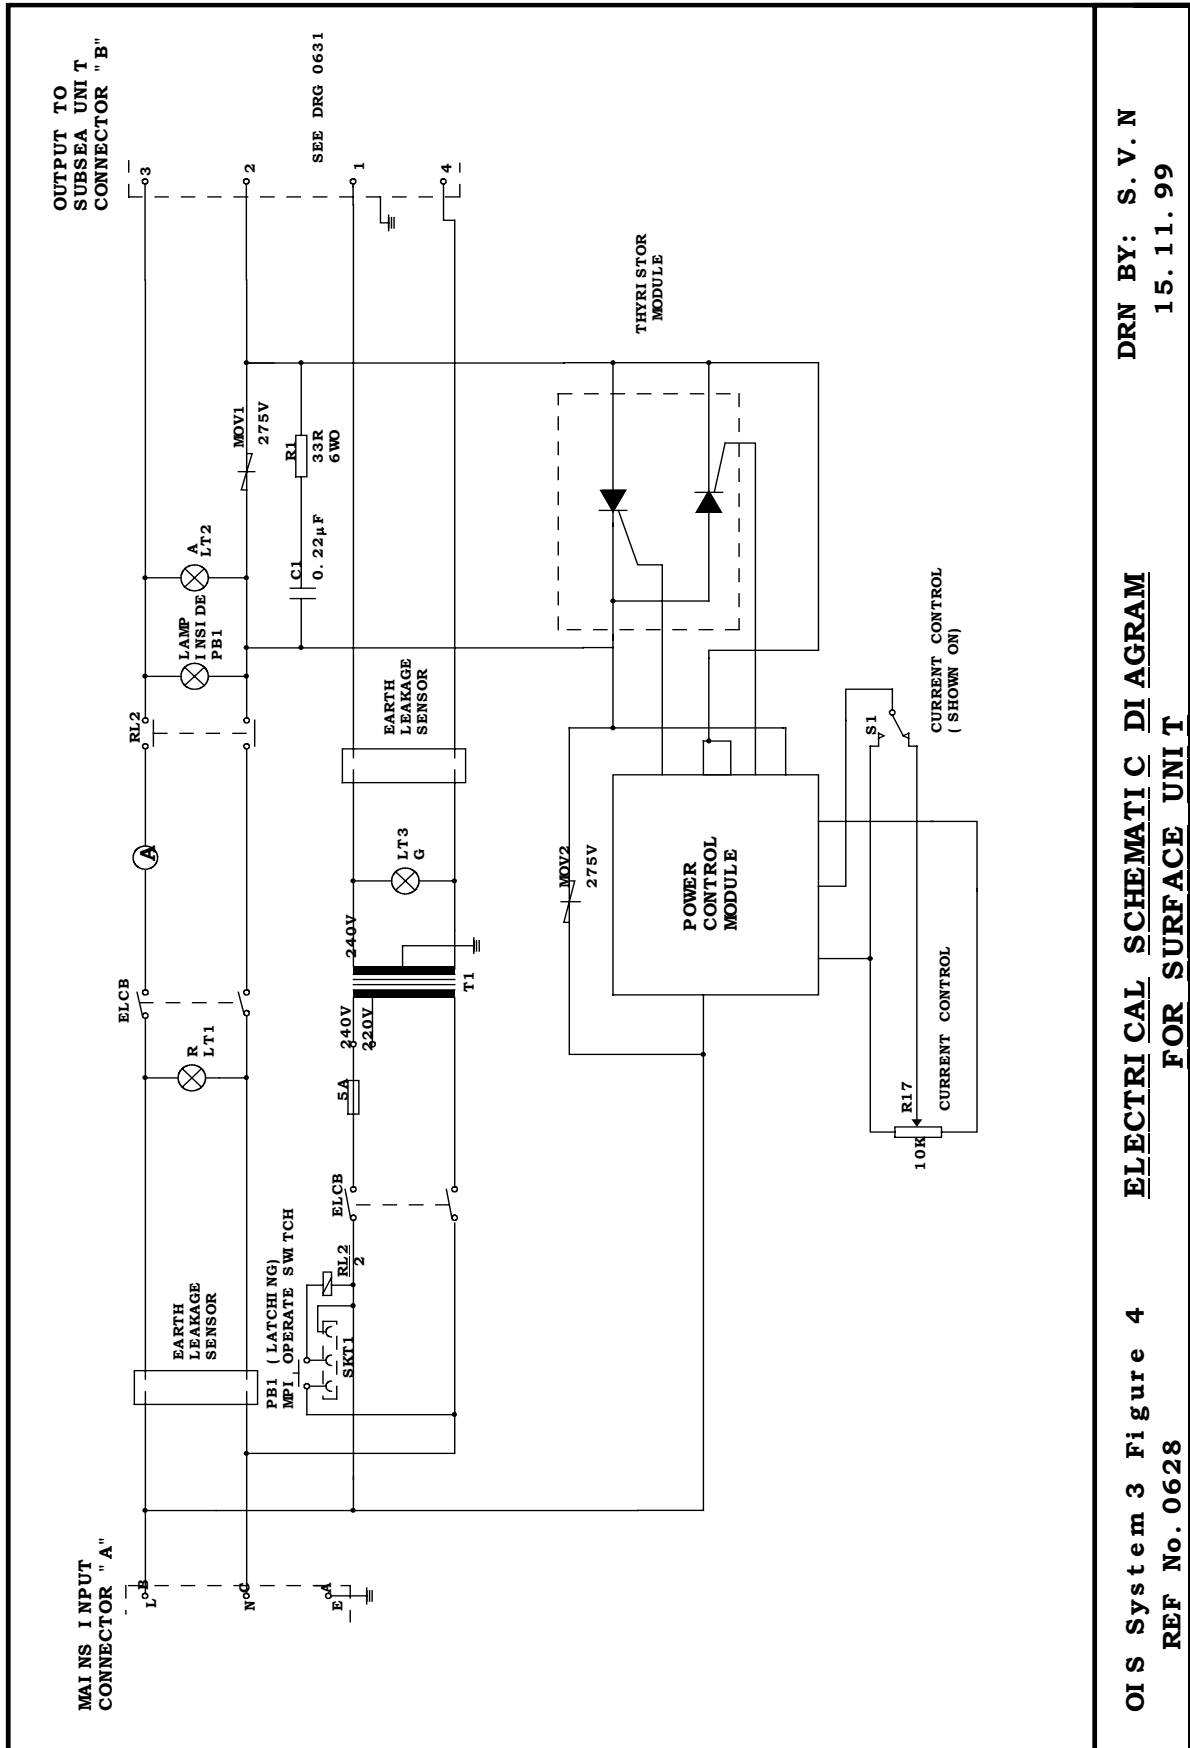 MAINS INPUT
CONNECTOR "A"
B
L
C
N
A
E
EARTH
LEAKAGE
SENSOR
PB1 (LATCHING)
MPI OPERATE SWITCH
SKT1
RL2
2
ELCB
5A
R
LT1
ELCB
240V
220V
240V
T1
A
LT3
G
RL2
LAMP
INSIDE
PB1
A
LT2
EARTH
LEAKAGE
SENSOR
C1
0.22µF
R1
33R
6WO
MOV1
275V
OUTPUT TO
SUBSEA UNIT
CONNECTOR "B"
3
2
1
4
SEE DRG 0631
THYRISTOR
MODULE
MOV2
275V
POWER
CONTROL
MODULE
S1
CURRENT CONTROL
(SHOWN ON)
R17
10K
CURRENT CONTROL
OIS System 3 Figure 4
REF No. 0628
ELECTRICAL SCHEMATIC DIAGRAM
FOR SURFACE UNIT
DRN BY: S.V.N
15.11.99